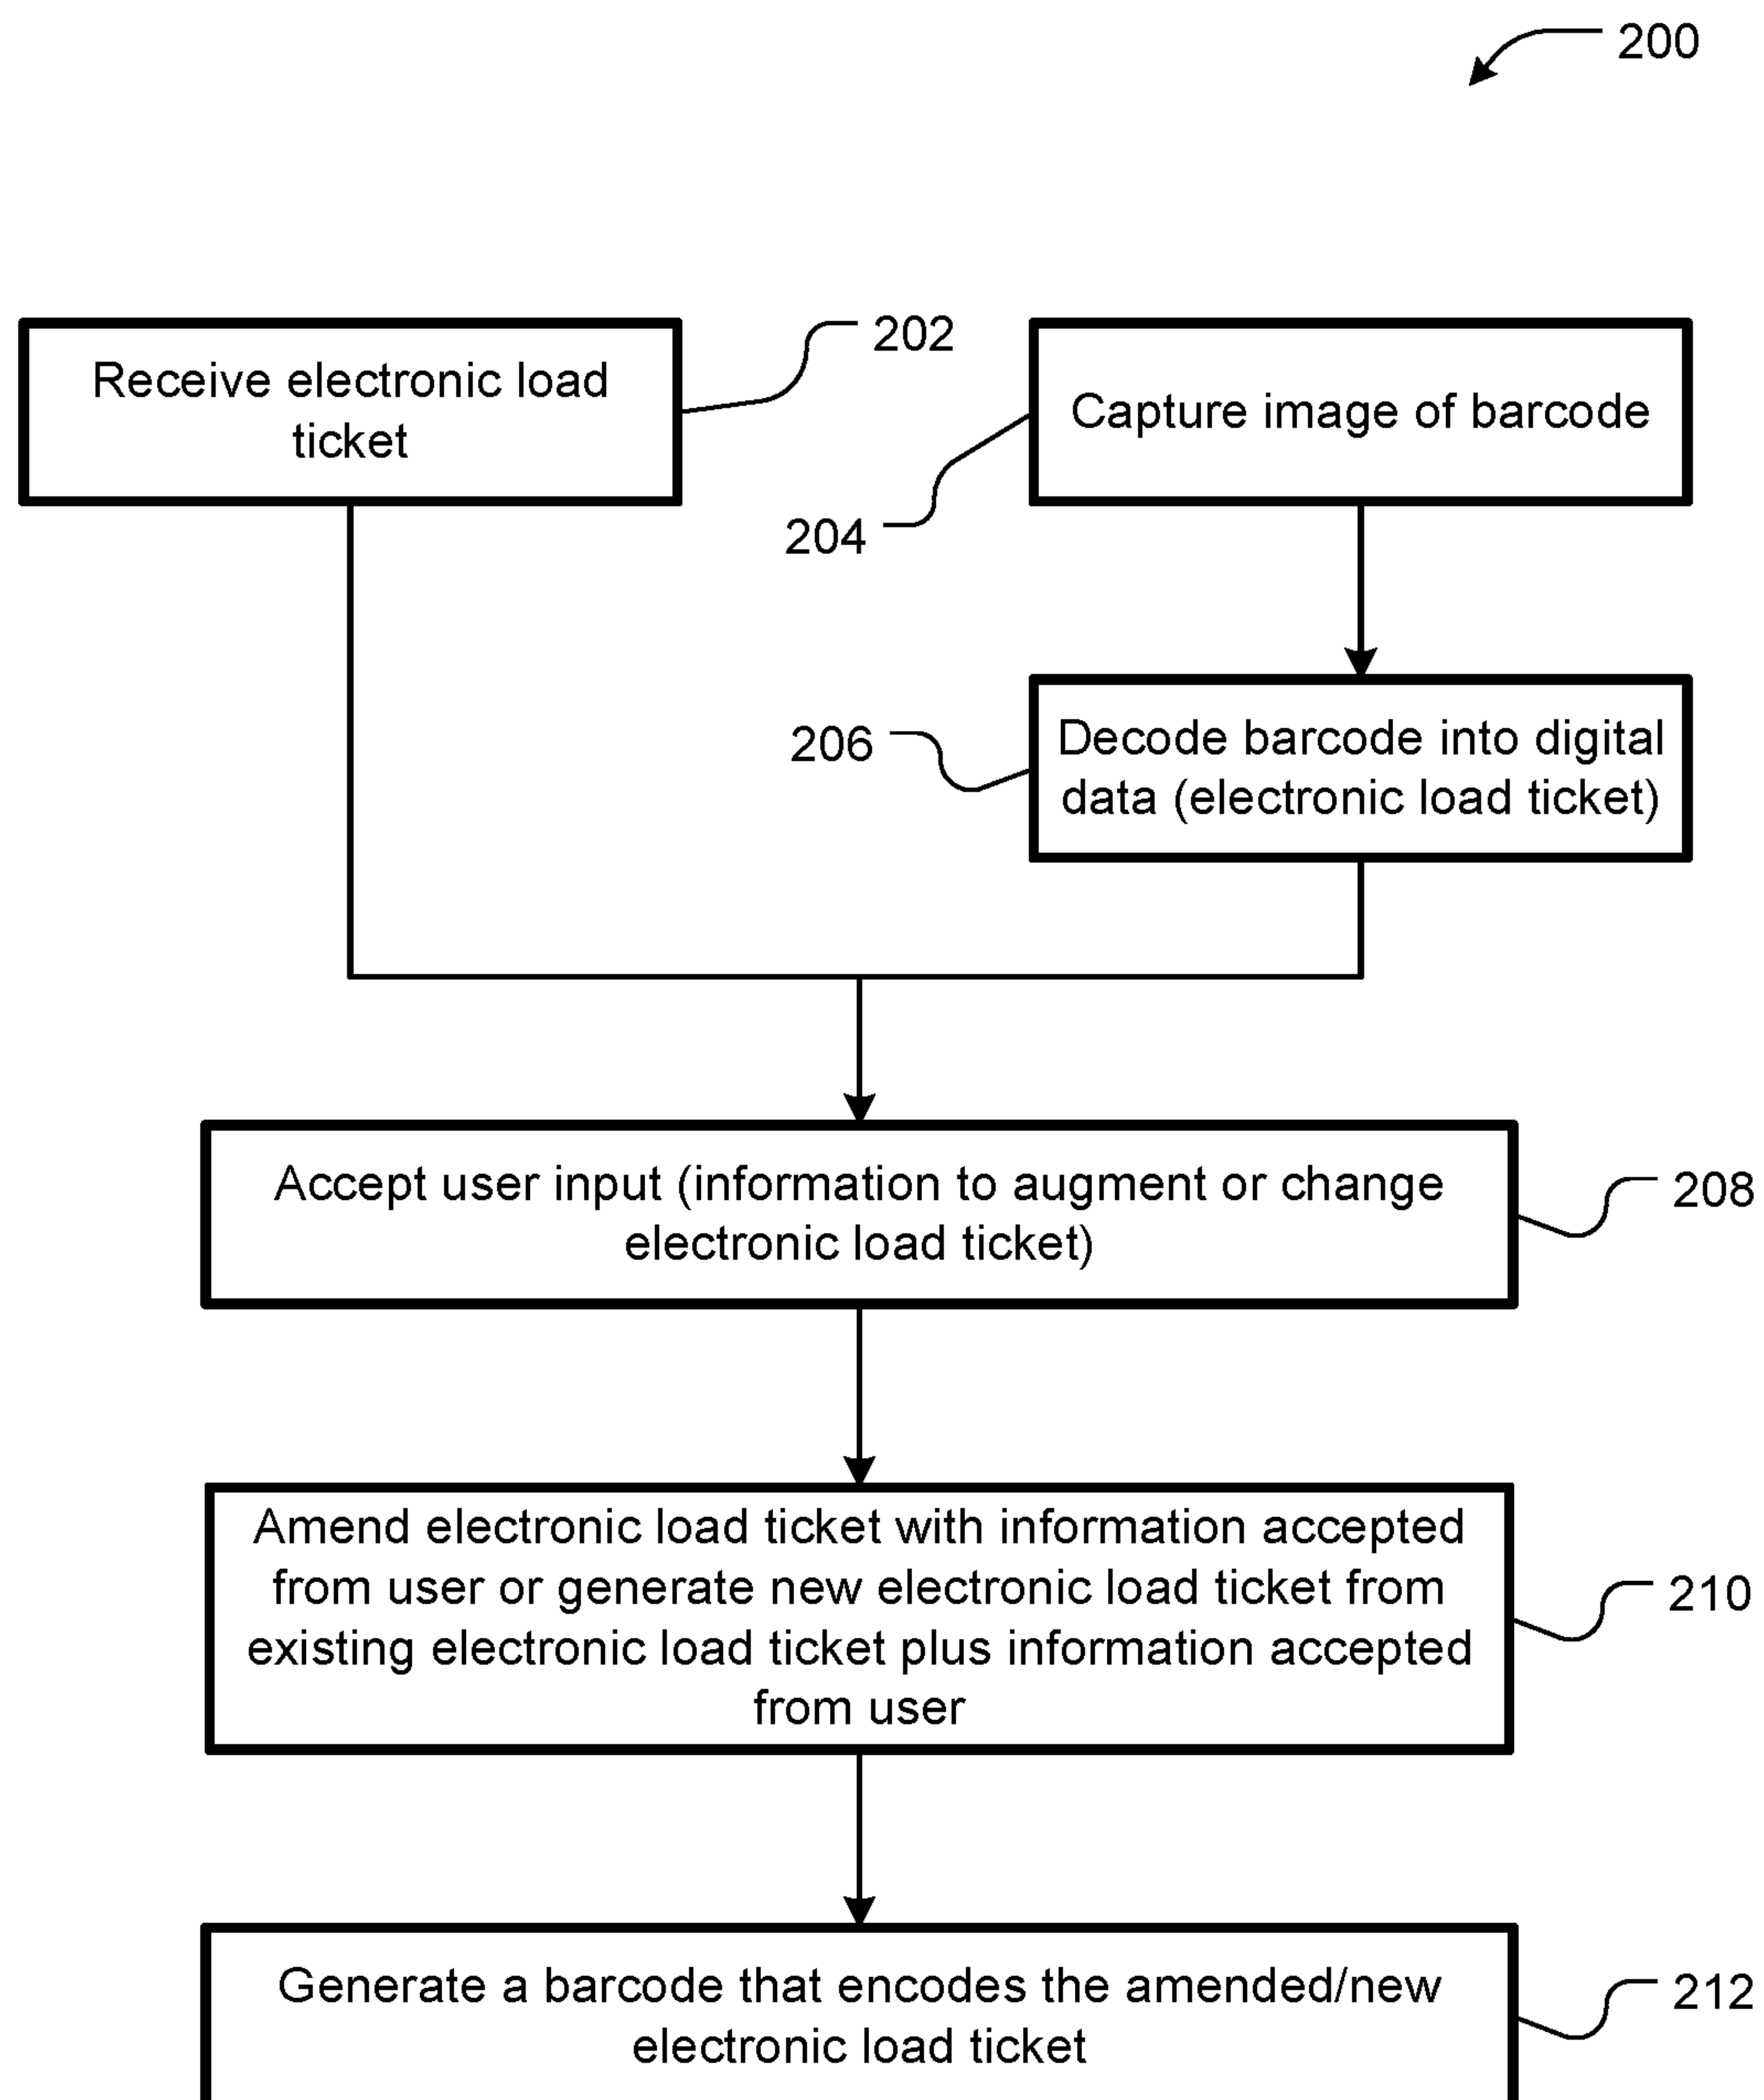 200
Receive electronic load
ticket
202
Capture image of barcode
204
206
Decode barcode into digital
data (electronic load ticket)
Accept user input (information to augment or change
electronic load ticket)
208
Amend electronic load ticket with information accepted
from user or generate new electronic load ticket from
existing electronic load ticket plus information accepted
from user
210
Generate a barcode that encodes the amended/new
electronic load ticket
212